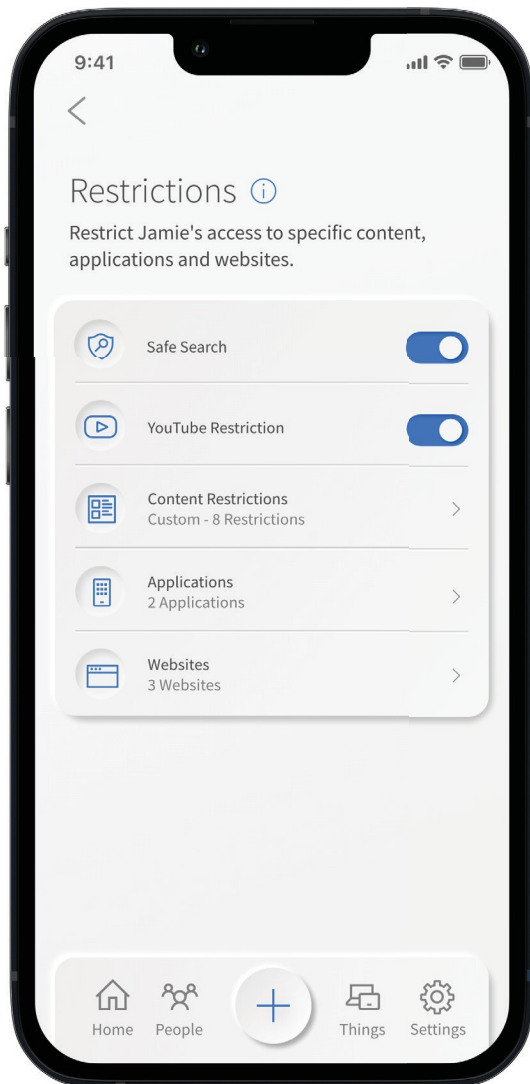 9:41
Restrictions
Restrict Jamie's access to specific content,
applications and websites.
Safe Search
YouTube Restriction
Content Restrictions
Custom - 8 Restrictions
Applications
2 Applications
Websites
3 Websites
Home People Things Settings